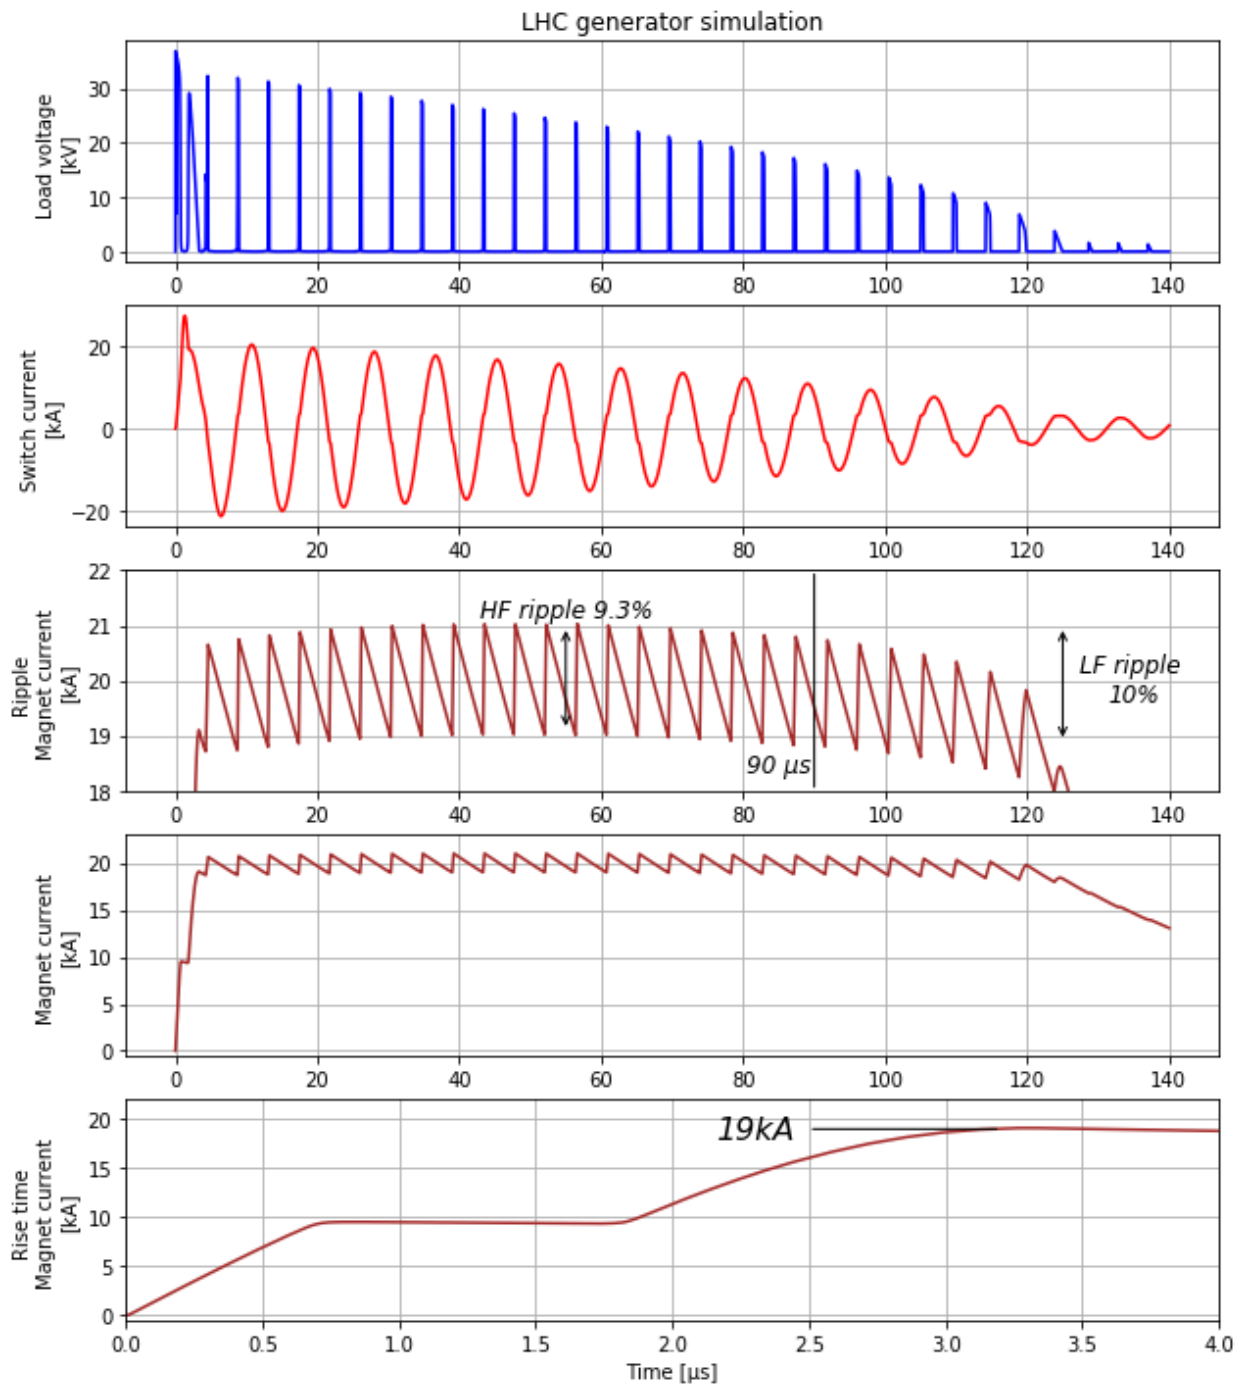 LHC generator simulation
Load voltage
[kV]
30
20
10
0
0 20 40 60 80 100 120 140
Switch current
[kA]
20
0
−20
0 20 40 60 80 100 120 140
Ripple
Magnet current
[kA]
22
21
20
19
18
HF ripple 9.3%
LF ripple
10%
90 μs
0 20 40 60 80 100 120 140
Magnet current
[kA]
20
15
10
5
0
0 20 40 60 80 100 120 140
Rise time
Magnet current
[kA]
20
15
10
5
0
19kA
0.0 0.5 1.0 1.5 2.0 2.5 3.0 3.5 4.0
Time [μs]